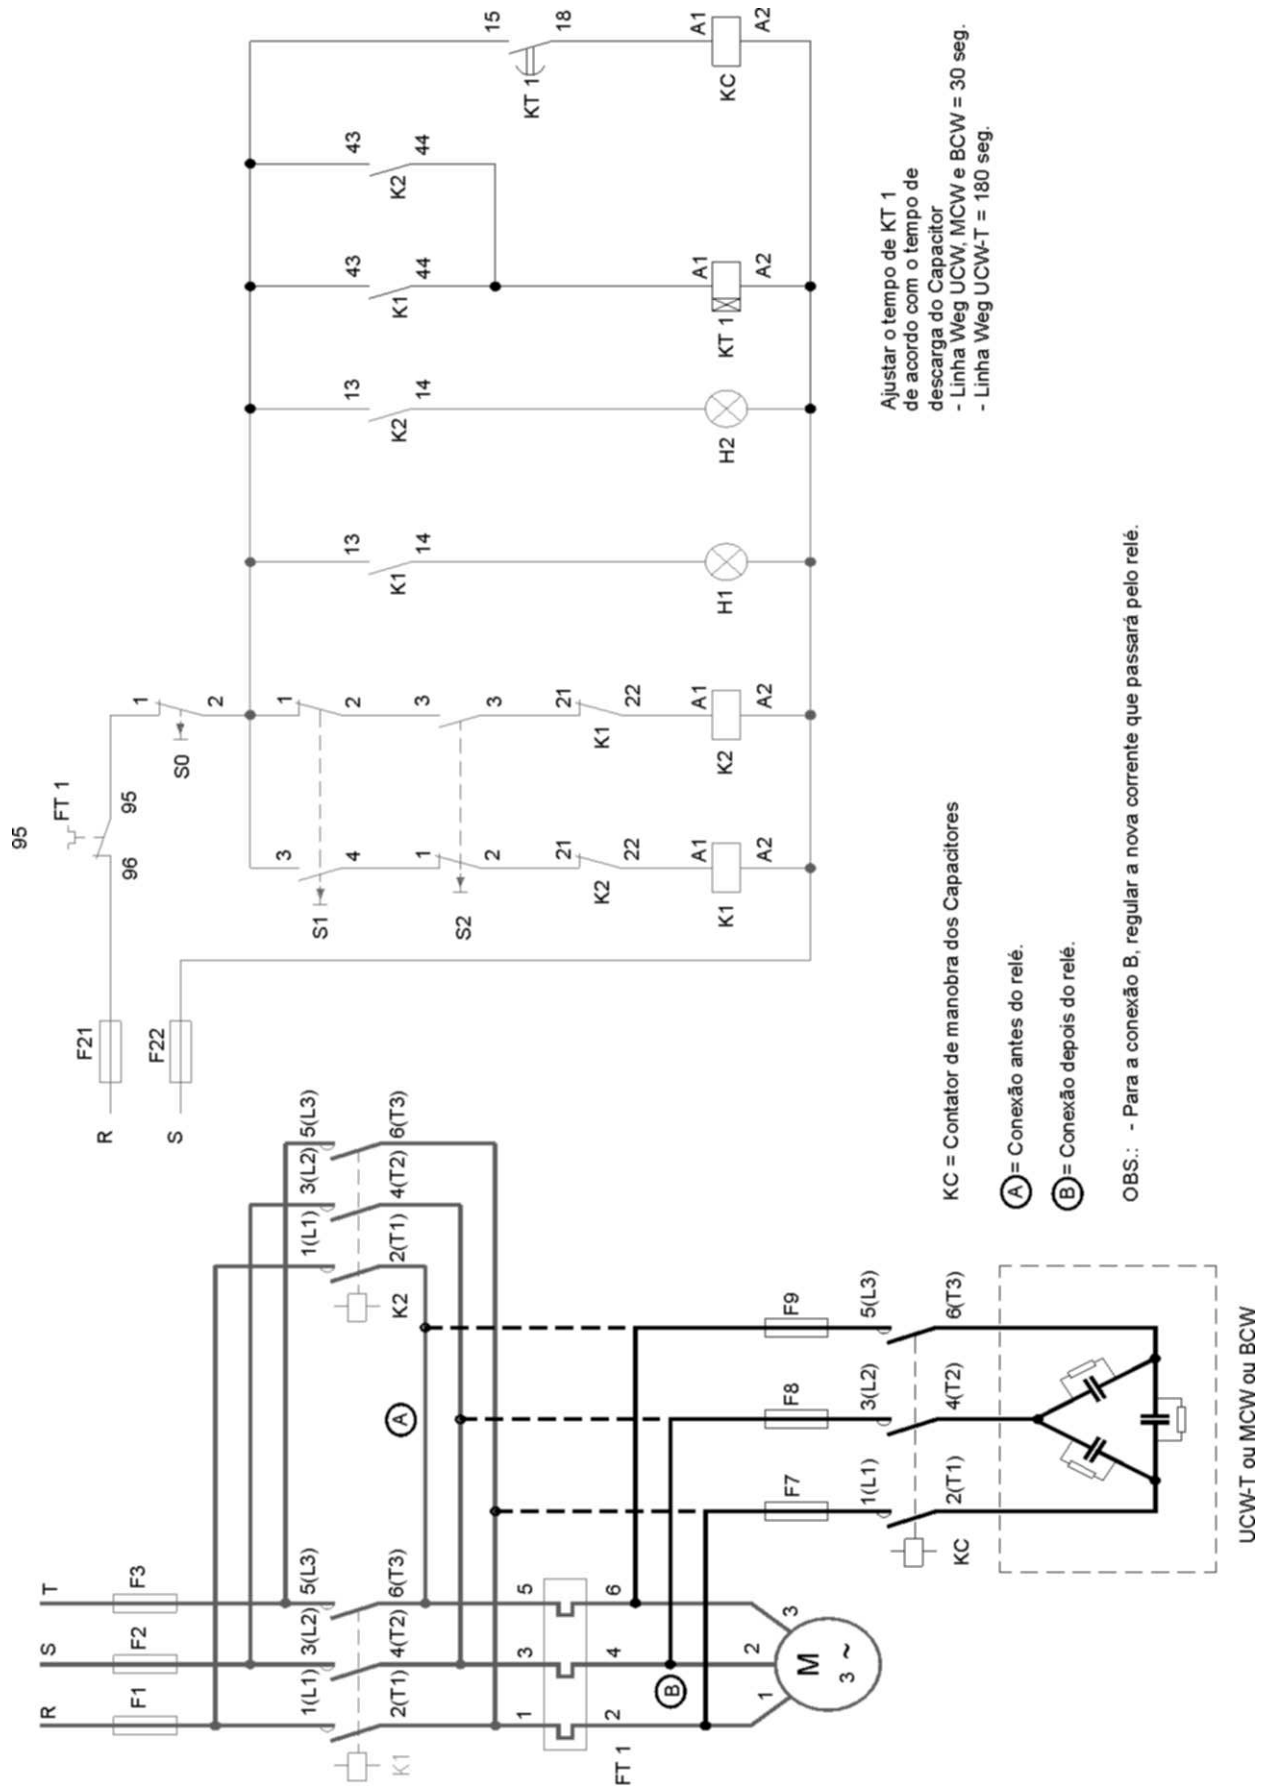 95
R
S
T
F1
F2
F3
1(L1)
3(L2)
5(L3)
K1
2(T1)
4(T2)
6(T3)
1
3
5
FT 1
2
4
6
B
1
2
3
M
3 ~
1(L1)
3(L2)
5(L3)
K2
2(T1)
4(T2)
6(T3)
A
F7
F8
F9
1(L1)
3(L2)
5(L3)
KC
2(T1)
4(T2)
6(T3)
UCW-T ou MCW ou BCW
R
F21
S
F22
FT 1
96
95
S0
1
2
S1
3
4
1
2
S2
1
2
3
3
K2
21
22
K1
21
22
K1
A1
A2
K2
A1
A2
K1
13
14
H1
K2
13
14
H2
K1
43
44
K2
43
44
KT 1
A1
A2
KT 1
15
18
KC
A1
A2
KC = Contator de manobra dos Capacitores
A = Conexão antes do relé.
B = Conexão depois do relé.
OBS.: - Para a conexão B, regular a nova corrente que passará pelo relé.
Ajustar o tempo de KT 1
de acordo com o tempo de
descarga do Capacitor
- Linha Weg UCW, MCW e BCW = 30 seg.
- Linha Weg UCW-T = 180 seg.